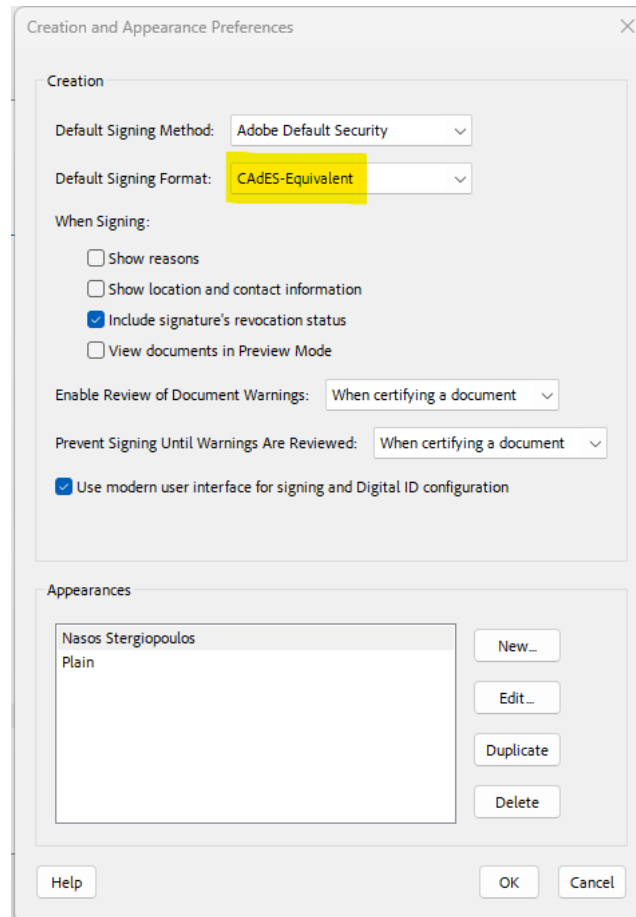 Creation and Appearance Preferences
Creation
Default Signing Method: Adobe Default Security
Default Signing Format: CAdES-Equivalent
When Signing:
Show reasons
Show location and contact information
Include signature's revocation status
View documents in Preview Mode
Enable Review of Document Warnings: When certifying a document
Prevent Signing Until Warnings Are Reviewed: When certifying a document
Use modern user interface for signing and Digital ID configuration
Appearances
Nasos Stergiopoulos
Plain
New...
Edit...
Duplicate
Delete
Help
OK Cancel